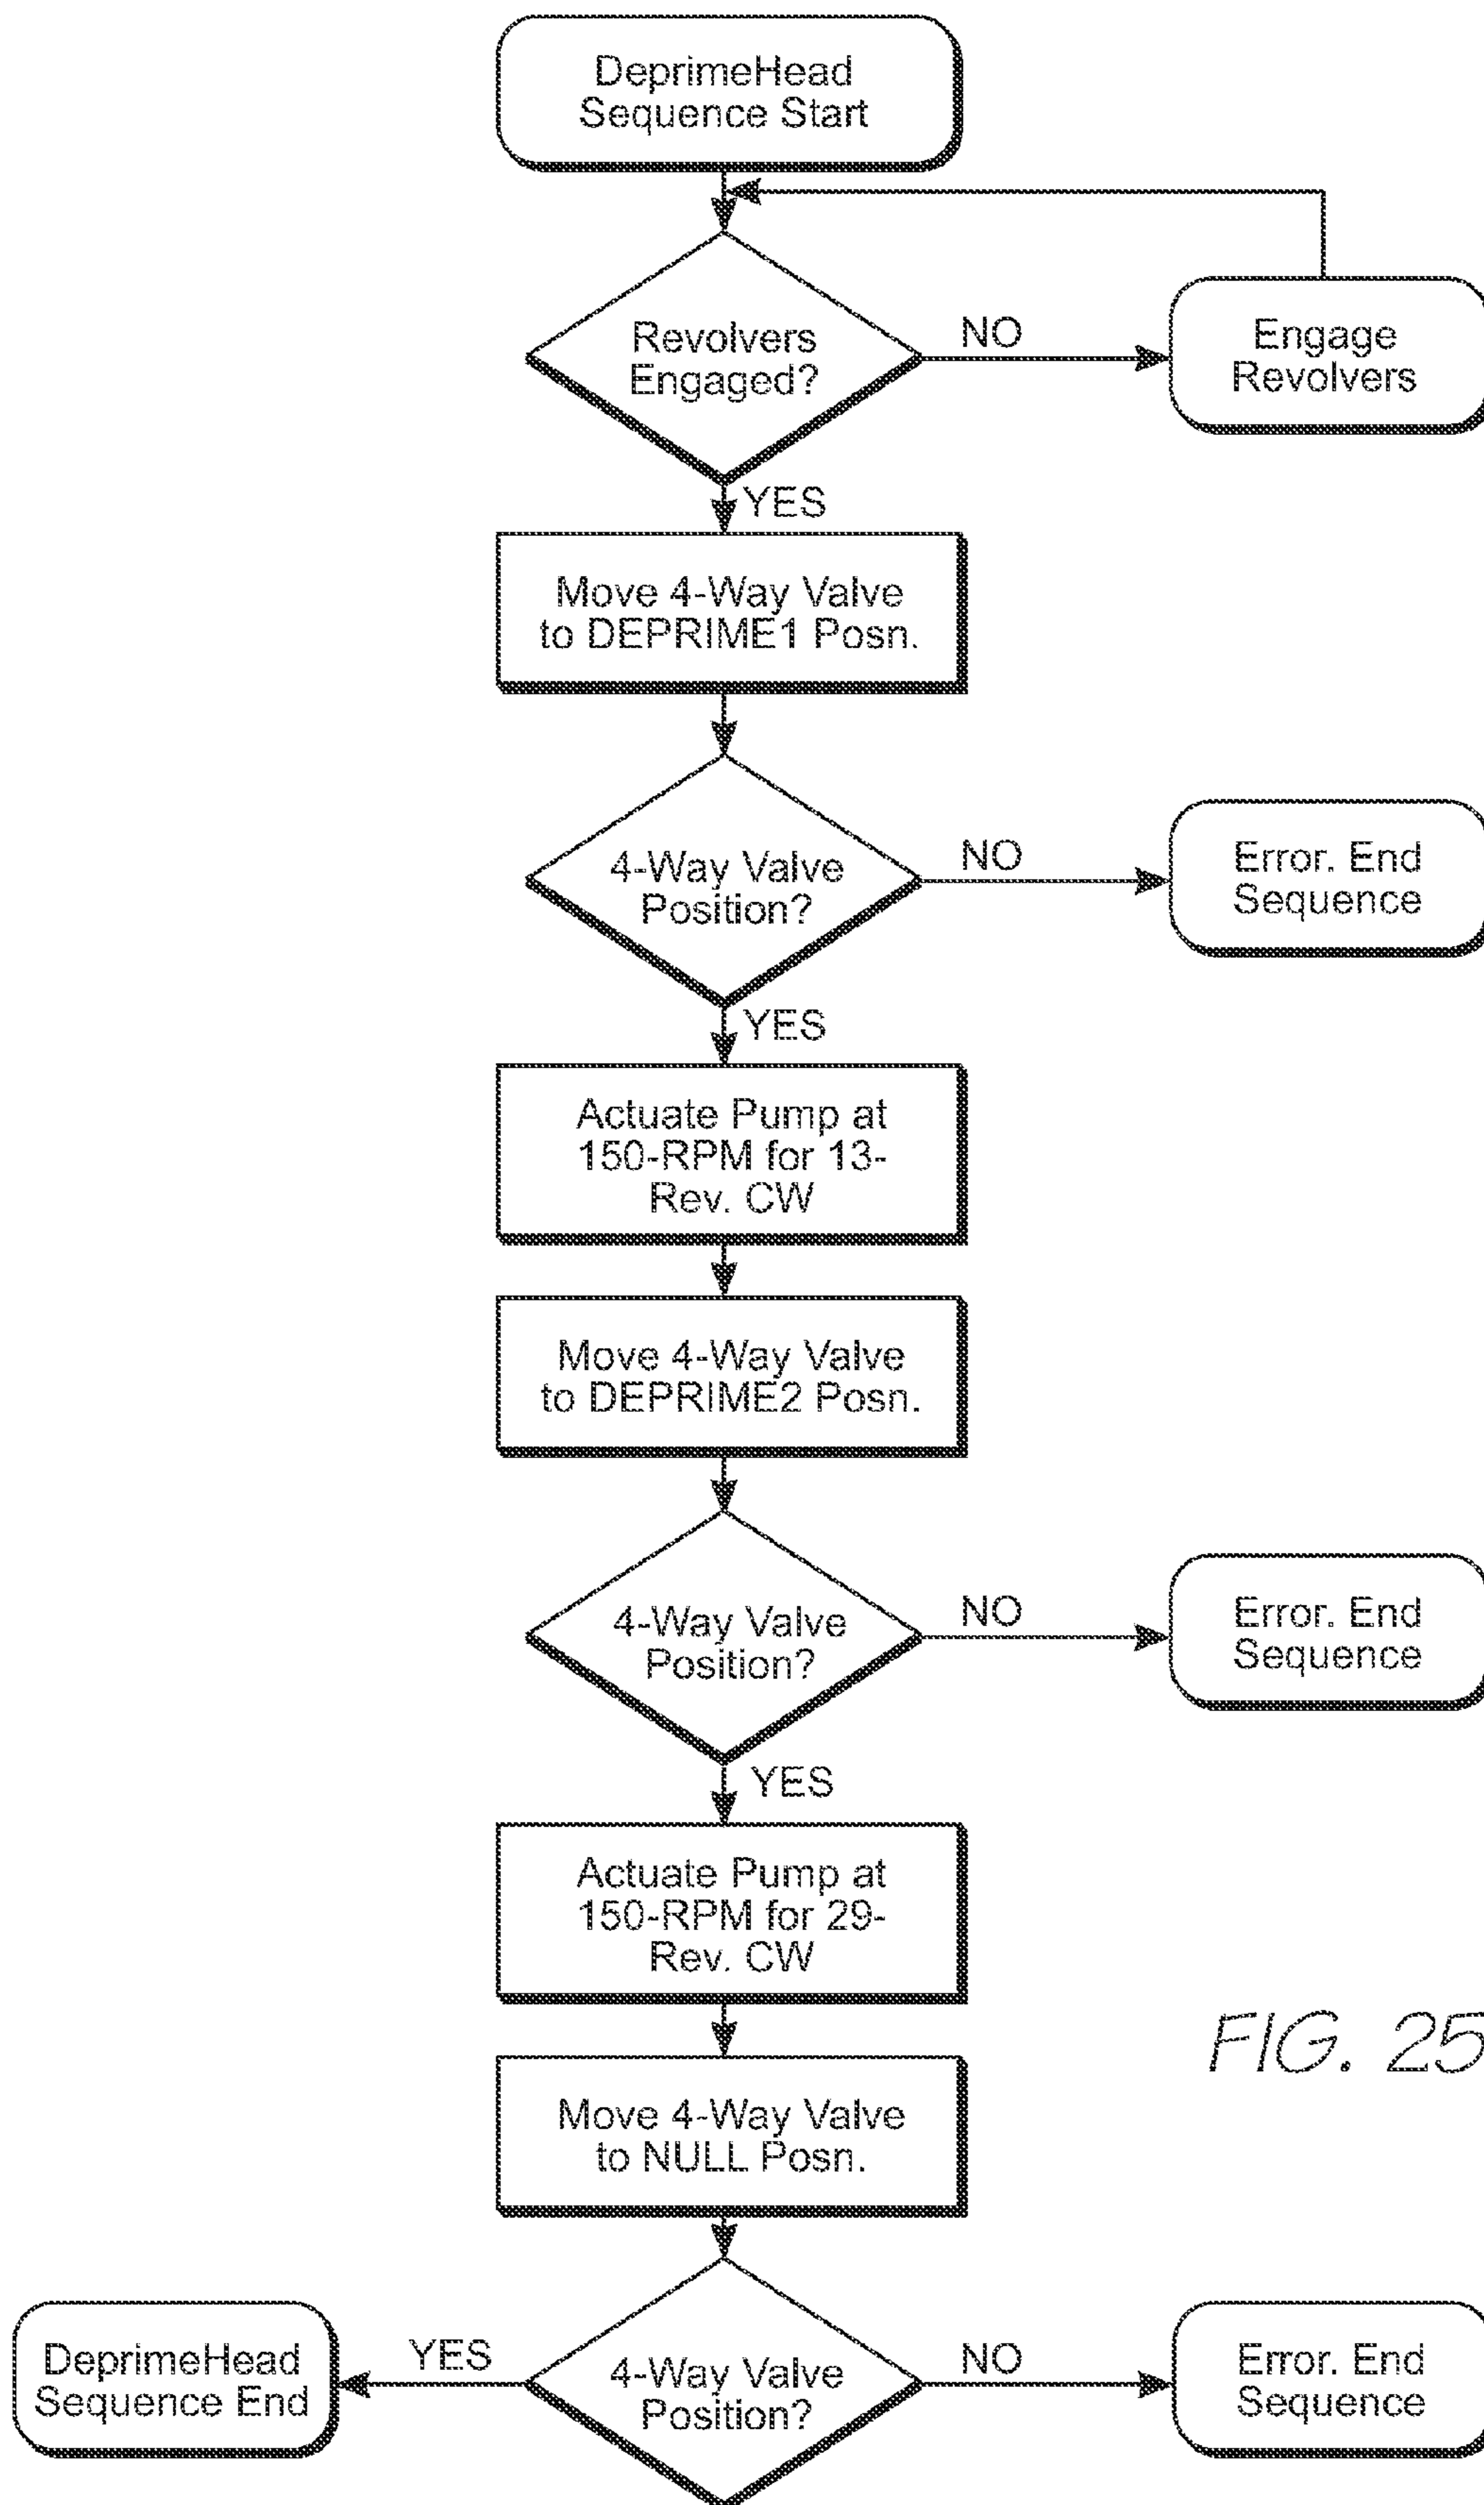 DeprimeHead
Sequence Start
Revolvers
Engaged?
NO
Engage
Revolvers
YES
Move 4-Way Valve
to DEPRIME1 Posn.
4-Way Valve
Position?
NO
Error. End
Sequence
YES
Actuate Pump at
150-RPM for 13-
Rev. CW
Move 4-Way Valve
to DEPRIME2 Posn.
4-Way Valve
Position?
NO
Error. End
Sequence
YES
Actuate Pump at
150-RPM for 29-
Rev. CW
FIG. 25
Move 4-Way Valve
to NULL Posn.
4-Way Valve
Position?
YES
DeprimeHead
Sequence End
NO
Error. End
Sequence